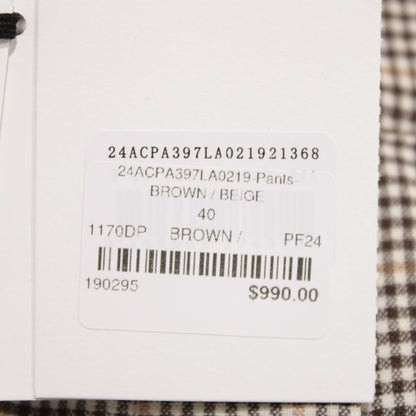 24ACPA397LA021921368
24ACPA397LA0219-Pants-
BROWN / BEIGE
40
1170DP BROWN / PF24
190295 $990.00